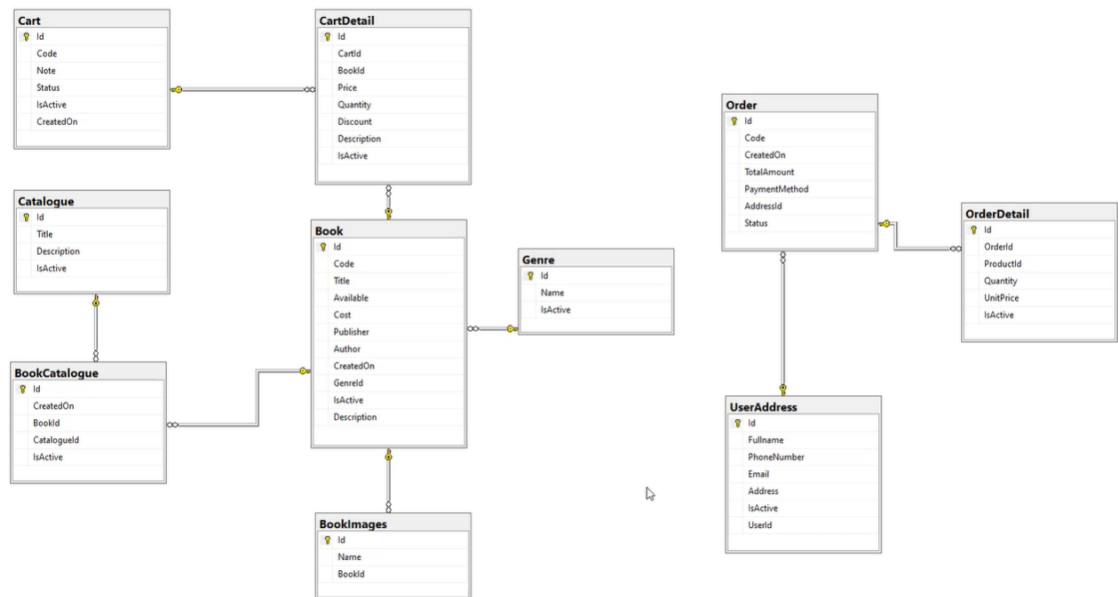 Cart
Id
Code
Note
Status
IsActive
CreatedOn
CartDetail
Id
CartId
BookId
Price
Quantity
Discount
Description
IsActive
Catalogue
Id
Title
Description
IsActive
Book
Id
Code
Title
Available
Cost
Publisher
Author
CreatedOn
GenreId
IsActive
Description
Genre
Id
Name
IsActive
BookCatalogue
Id
CreatedOn
BookId
CatalogueId
IsActive
BookImages
Id
Name
BookId
Order
Id
Code
CreatedOn
TotalAmount
PaymentMethod
AddressId
Status
OrderDetail
Id
OrderId
ProductId
Quantity
UnitPrice
IsActive
UserAddress
Id
Fullname
PhoneNumber
Email
Address
IsActive
UserId